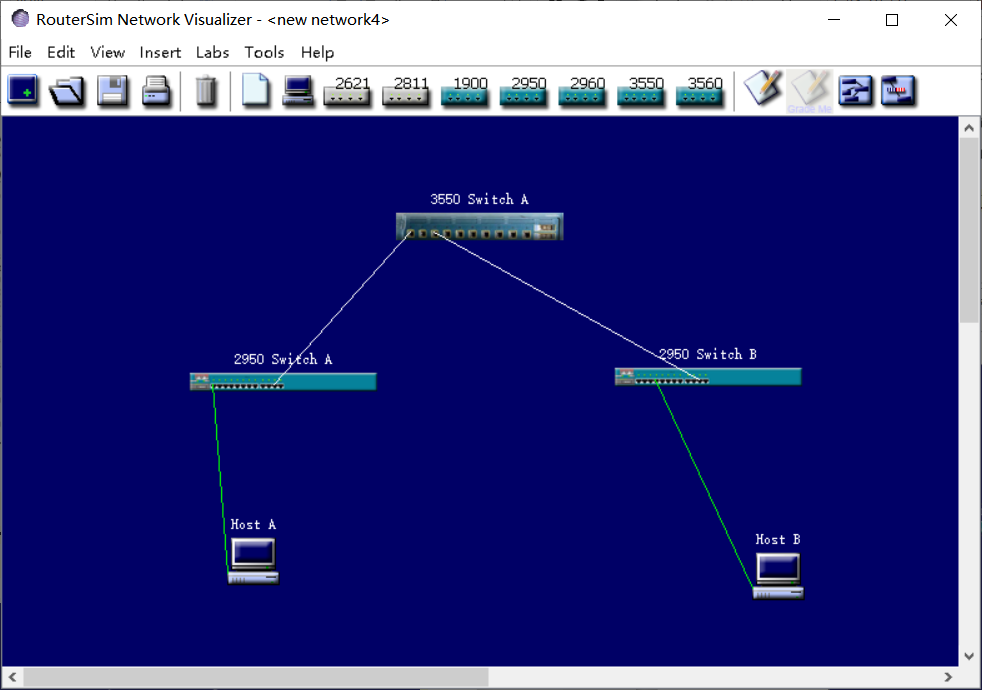 RouterSim Network Visualizer - <new network4>
File Edit View Insert Labs Tools Help
2621 2811 1900 2950 2960 3550 3560
Grade Me
3550 Switch A
2950 Switch A
2950 Switch B
Host A
Host B